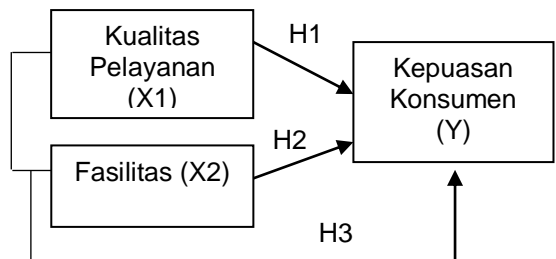 Kualitas
Pelayanan
(X1)
H1
Kepuasan
Konsumen
(Y)
H2
Fasilitas (X2)
H3